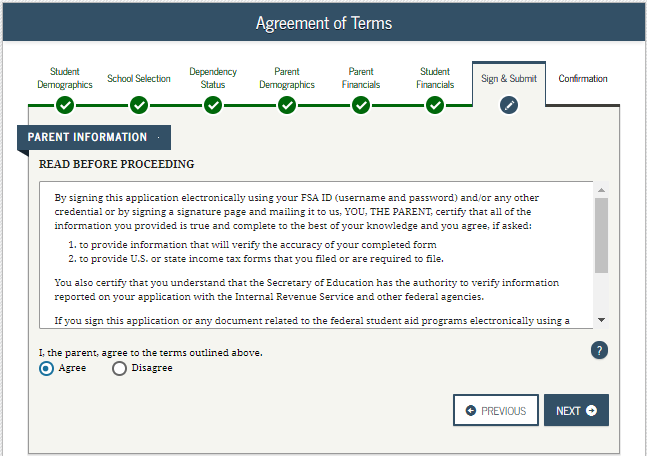 Agreement of Terms
Student Demographics
School Selection
Dependency Status
Parent Demographics
Parent Financials
Student Financials
Sign & Submit
Confirmation
PARENT INFORMATION
READ BEFORE PROCEEDING
By signing this application electronically using your FSA ID (username and password) and/or any other
credential or by signing a signature page and mailing it to us, YOU, THE PARENT, certify that all of the
information you provided is true and complete to the best of your knowledge and you agree, if asked:
1. to provide information that will verify the accuracy of your completed form
2. to provide U.S. or state income tax forms that you filed or are required to file.
You also certify that you understand that the Secretary of Education has the authority to verify information
reported on your application with the Internal Revenue Service and other federal agencies.
If you sign this application or any document related to the federal student aid programs electronically using a
I, the parent, agree to the terms outlined above.
?
Agree Disagree
PREVIOUS NEXT